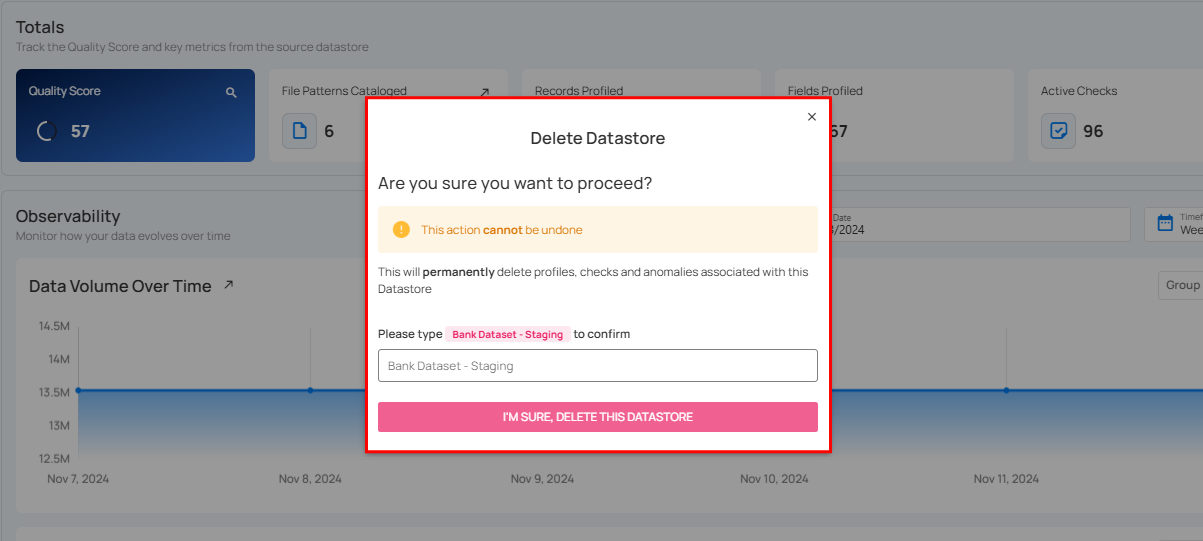 Totals
Track the Quality Score and key metrics from the source datastore
Quality Score
57
File Patterns Cataloged
6
Records Profiled
Fields Profiled
67
Active Checks
96
Delete Datastore
Are you sure you want to proceed?
This action cannot be undone
This will permanently delete profiles, checks and anomalies associated with this
Datastore
Please type Bank Dataset - Staging to confirm
Bank Dataset - Staging
I'M SURE, DELETE THIS DATASTORE
Observability
Monitor how your data evolves over time
Date
/2024
Data Volume Over Time
Group
14.5M
14M
13.5M
13M
12.5M
Nov 7, 2024
Nov 8, 2024
Nov 9, 2024
Nov 10, 2024
Nov 11, 2024